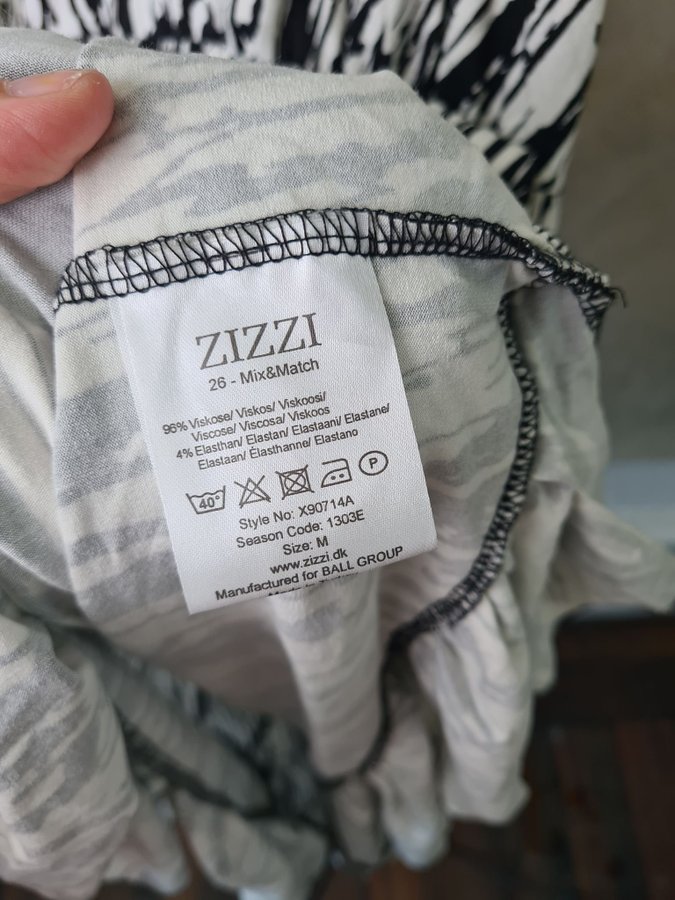 ZIZZI
26 - Mix&Match
96% Viskose/ Viskos/ Viskoosi/
Viscose/ Viscosa/ Viskoos
4% Elasthan/ Elastan/ Elastaani/ Elastane/
Elastaan/ Élasthanne/ Elastano
40° P
Style No: X90714A
Season Code: 1303E
Size: M
www.zizzi.dk
Manufactured for BALL GROUP